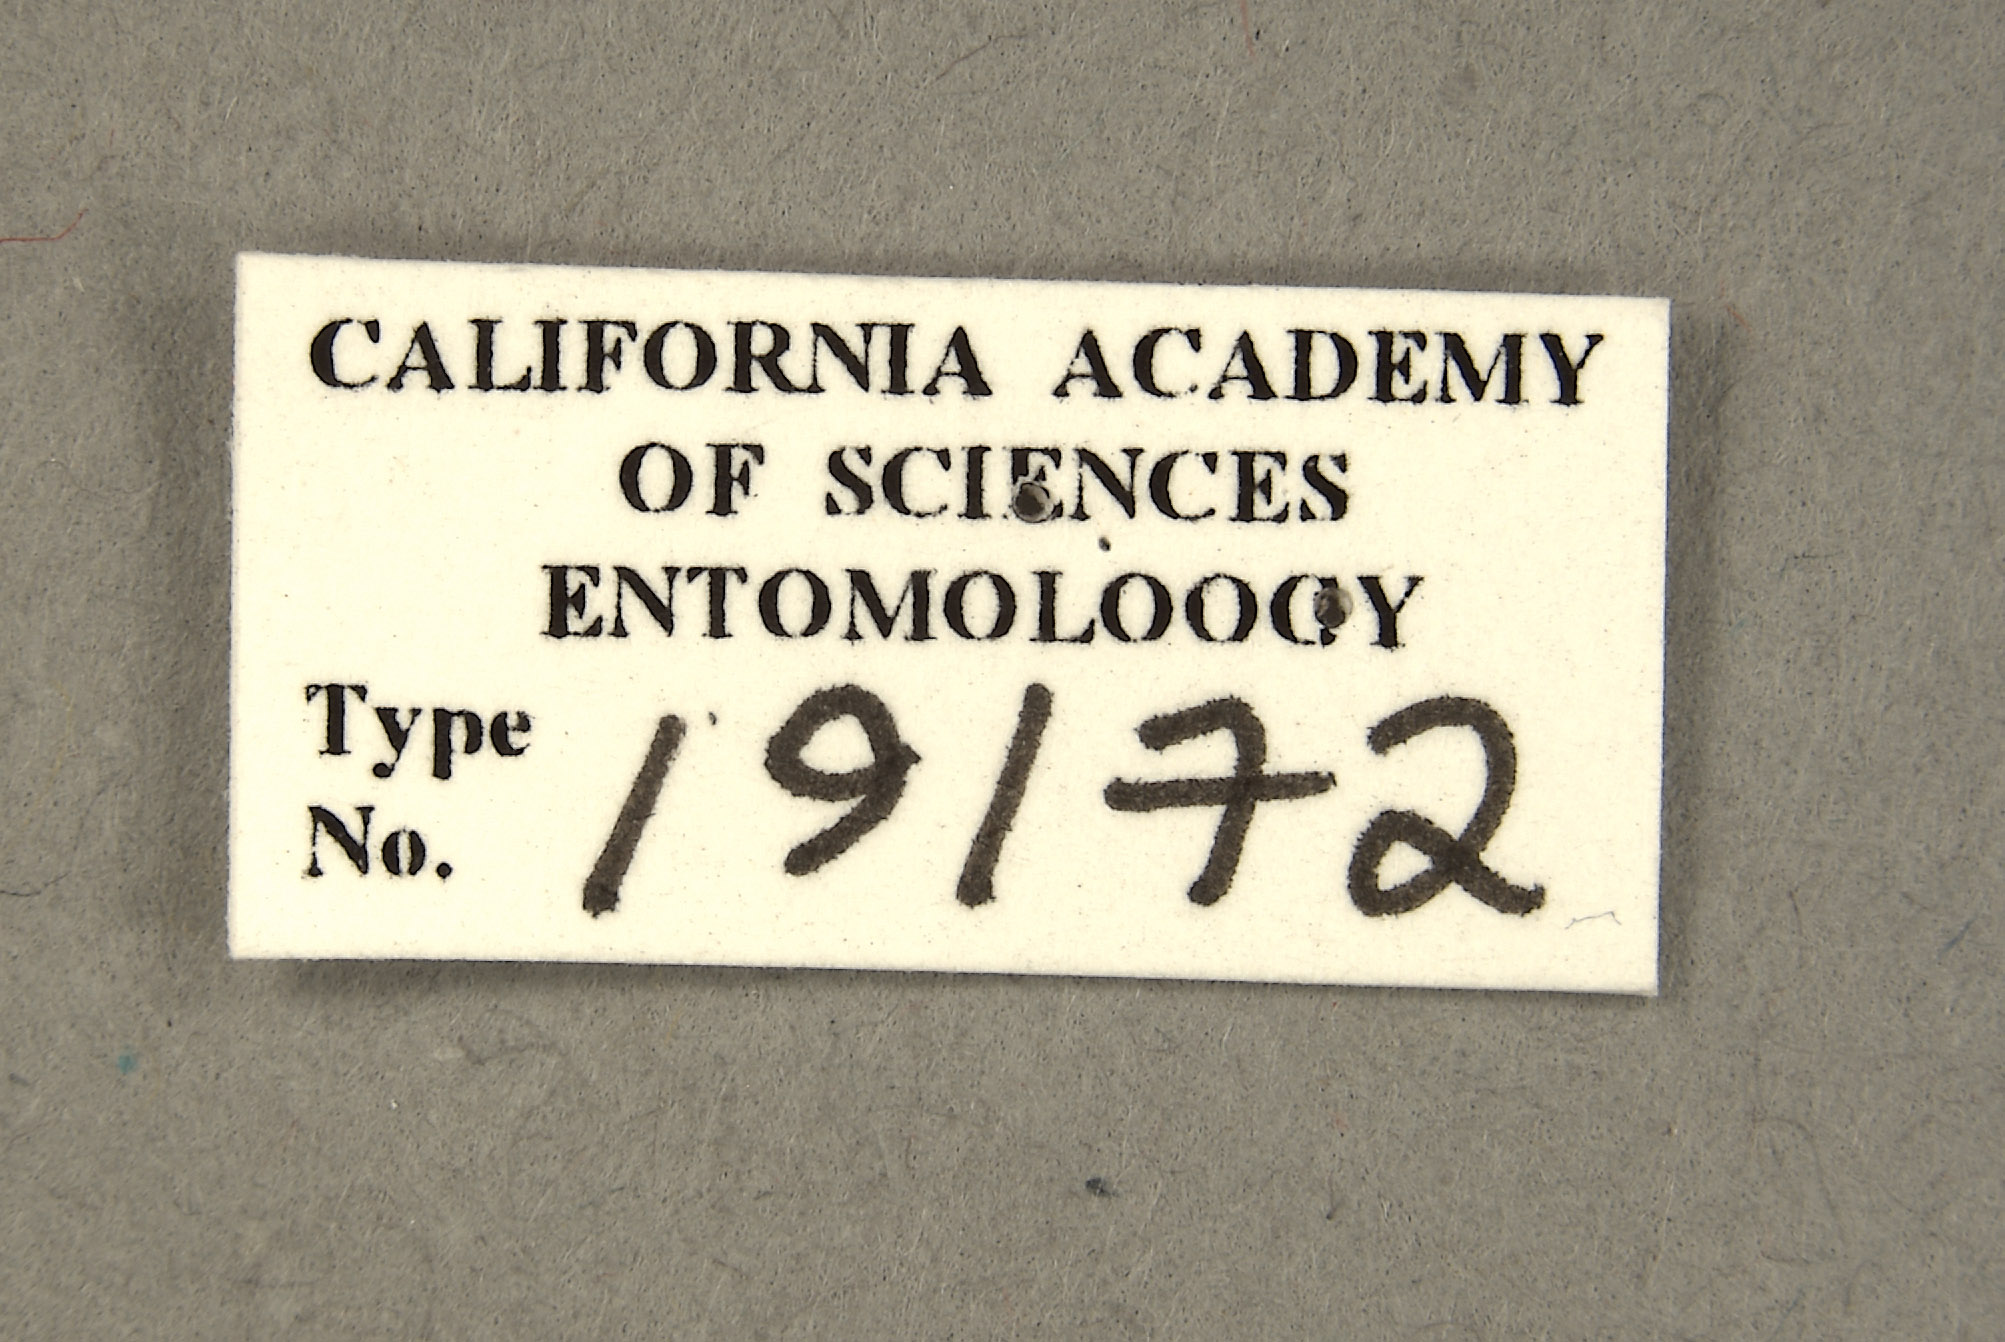 CALIFORNIA ACADEMY
OF SCIENCES
ENTOMOLOOGY
Type
No. 19172